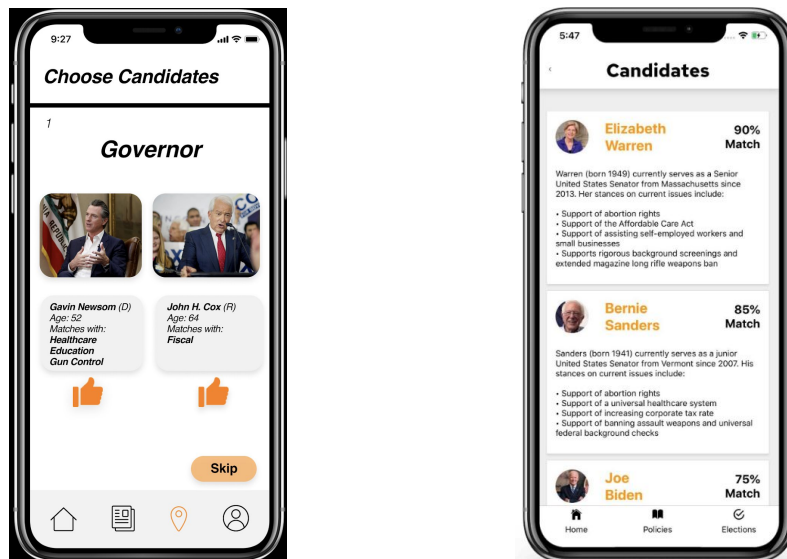 9:27
Choose Candidates
1
Governor
Gavin Newsom (D)
Age: 52
Matches with:
Healthcare
Education
Gun Control
John H. Cox (R)
Age: 64
Matches with:
Fiscal
Skip
5:47
Candidates
Elizabeth
Warren
90%
Match
Warren (born 1949) currently serves as a Senior
United States Senator from Massachusetts since
2013. Her stances on current issues include:
• Support of abortion rights
• Support of the Affordable Care Act
• Support of assisting self-employed workers and
small businesses
• Supports rigorous background screenings and
extended magazine long rifle weapons ban
Bernie
Sanders
85%
Match
Sanders (born 1941) currently serves as a junior
United States Senator from Vermont since 2007. His
stances on current issues include:
• Support of abortion rights
• Support of a universal healthcare system
• Support of increasing corporate tax rate
• Support of banning assault weapons and universal
federal background checks
Joe
Biden
75%
Match
Home
Policies
Elections